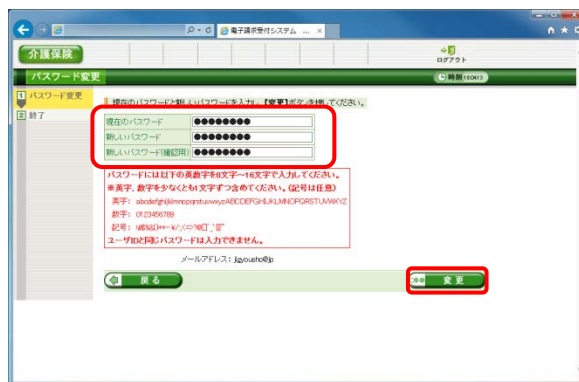 電子請求受付システム ...
介護保険
ログアウト
パスワード変更
時刻
1 パスワード変更
2 終了
現在のパスワードと新しいパスワードを入力し、【変更】ボタンを押してください。
現在のパスワード ●●●●●●●●
新しいパスワード ●●●●●●●●
新しいパスワード(確認用) ●●●●●●●●
パスワードには以下の英数字を8文字～16文字で入力してください。
※英字、数字を少なくとも1文字ずつ含めてください。(記号は任意)
英字:
数字: 0123456789
記号:
ユーザIDと同じパスワードは入力できません。
メールアドレス: jigyousho@jp
戻る
変更